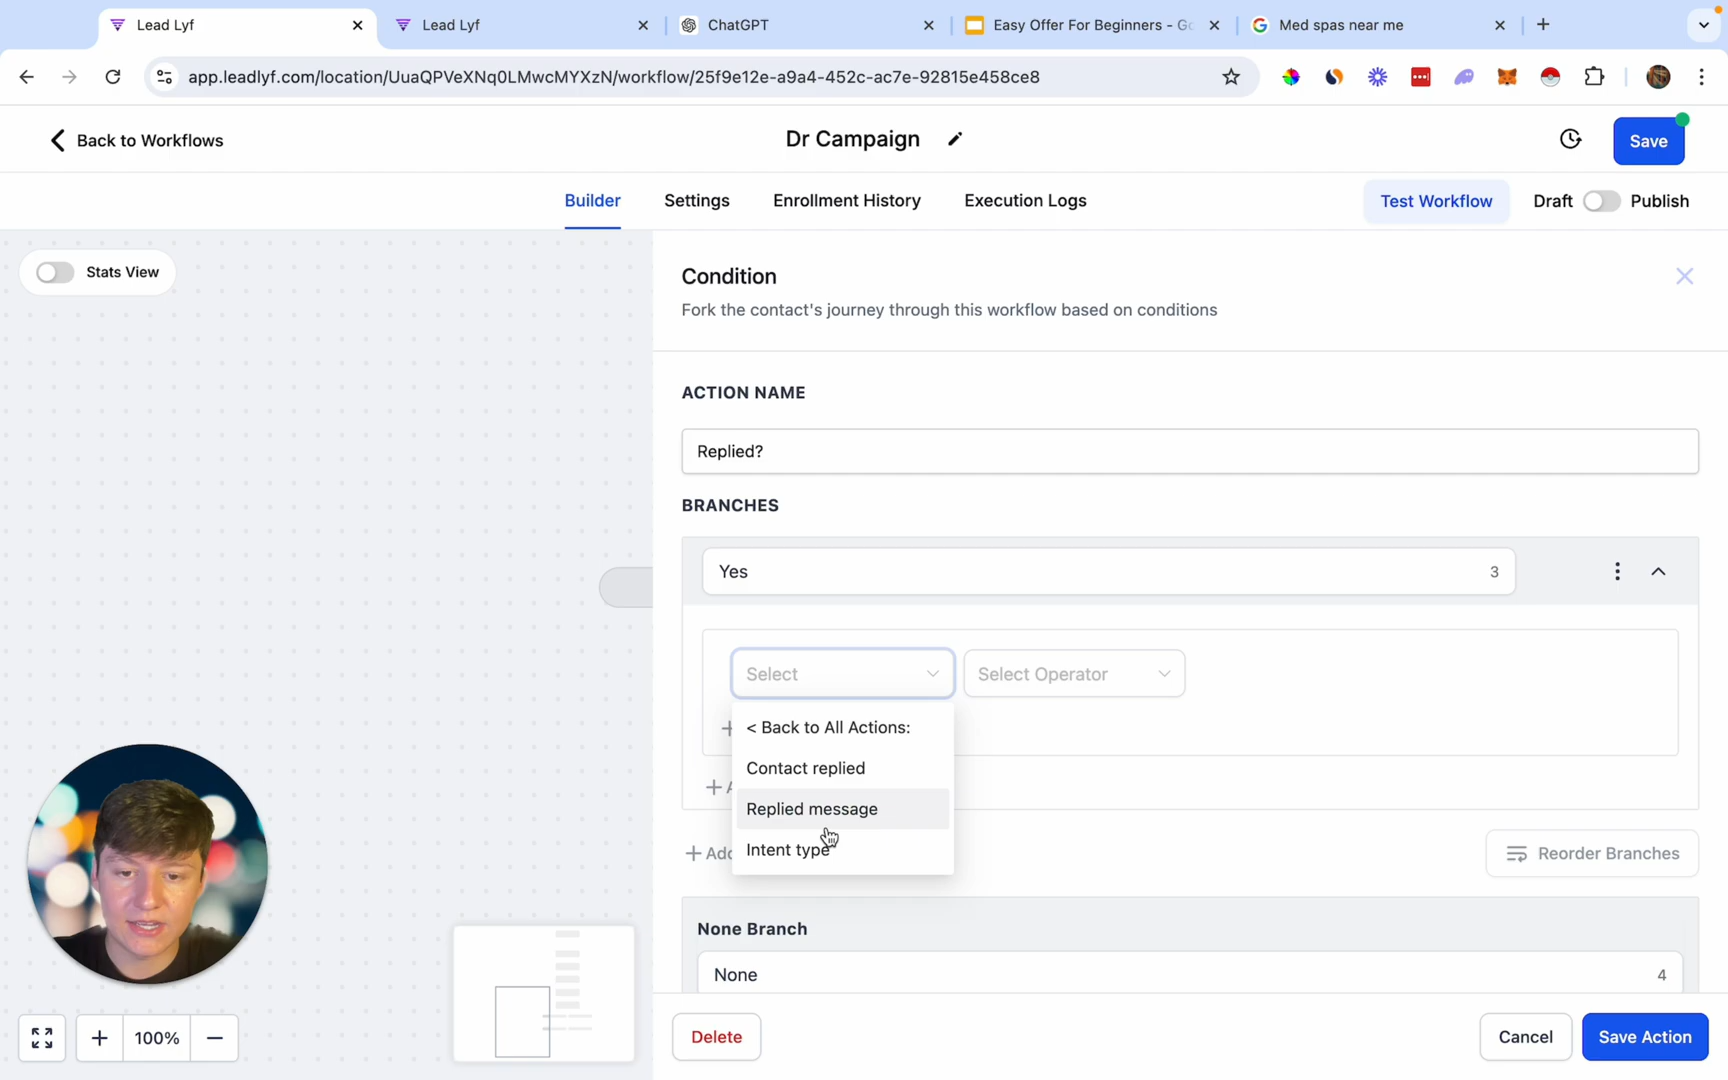 Lead Lyf
Lead Lyf
ChatGPT
Easy Offer For Beginners - Go
Med spas near me
app.leadlyf.com/location/UuaQPVeXNq0LMwcMYXzN/workflow/25f9e12e-a9a4-452c-ac7e-92815e458ce8
Back to Workflows
Dr Campaign
Save
Builder
Settings
Enrollment History
Execution Logs
Test Workflow
Draft
Publish
Stats View
Condition
Fork the contact's journey through this workflow based on conditions
ACTION NAME
Replied?
BRANCHES
Yes
3
Select
Select Operator
< Back to All Actions:
Contact replied
Replied message
Intent type
+ A
+ Add
Reorder Branches
None Branch
None
4
100%
Delete
Cancel
Save Action